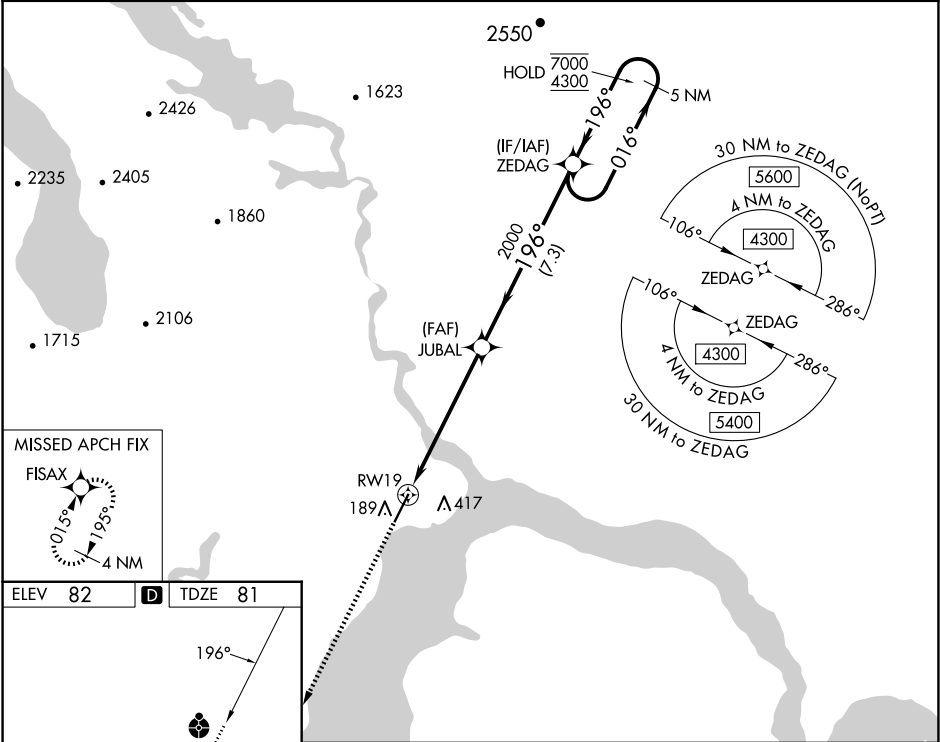 2550
HOLD 7000
4300
5 NM
196°
016°
1623
2426
(IF/IAF)
ZEDAG
2235
2405
1860
2000
196°
(7.3)
30 NM to ZEDAG (NoPT)
5600
4 NM to ZEDAG
4300
106°
ZEDAG
286°
106°
ZEDAG
4300
286°
4 NM to ZEDAG
5400
30 NM to ZEDAG
2106
1715
(FAF)
JUBAL
MISSED APCH FIX
FISAX
015°
195°
4 NM
RW19
189
417
ELEV 82
D
TDZE 81
196°